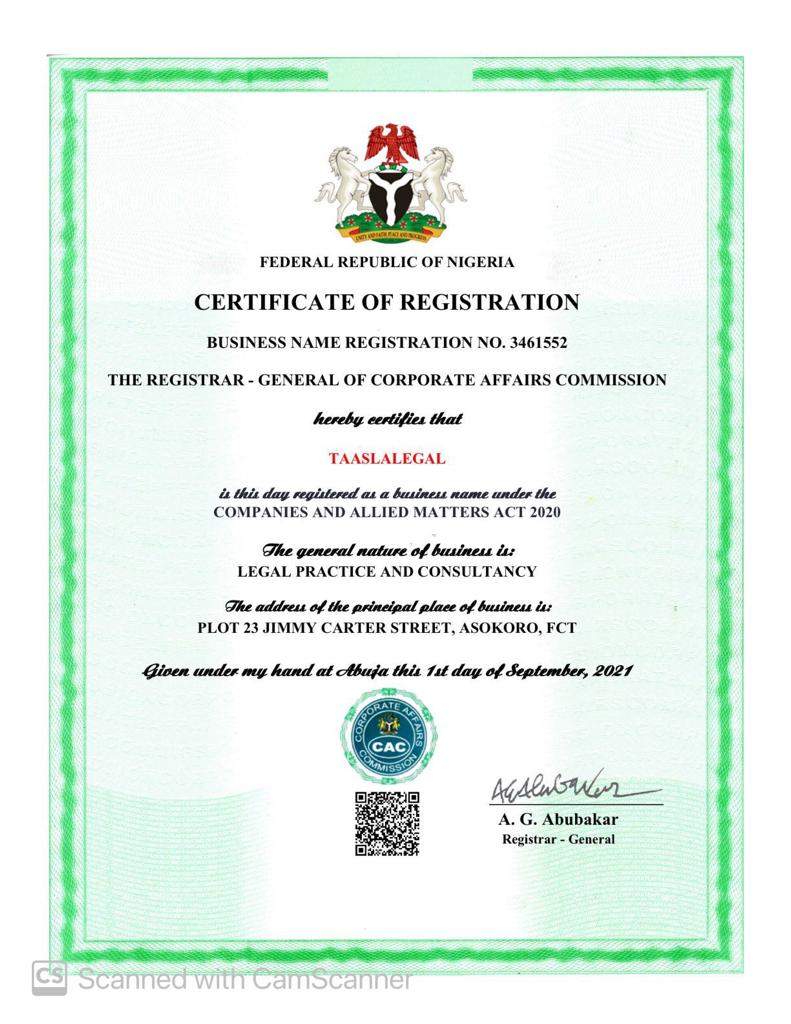 UNITY AND FAITH, PEACE AND PROGRESS
FEDERAL REPUBLIC OF NIGERIA
CERTIFICATE OF REGISTRATION
BUSINESS NAME REGISTRATION NO. 3461552
THE REGISTRAR - GENERAL OF CORPORATE AFFAIRS COMMISSION
hereby certifies that
TAASLALEGAL
is this day registered as a business name under the
COMPANIES AND ALLIED MATTERS ACT 2020
The general nature of business is:
LEGAL PRACTICE AND CONSULTANCY
The address of the principal place of business is:
PLOT 23 JIMMY CARTER STREET, ASOKORO, FCT
Given under my hand at Abuja this 1st day of September, 2021
CORPORATE AFFAIRS
CAC
COMMISSION
A. G. Abubakar
Registrar - General
CS Scanned with CamScanner